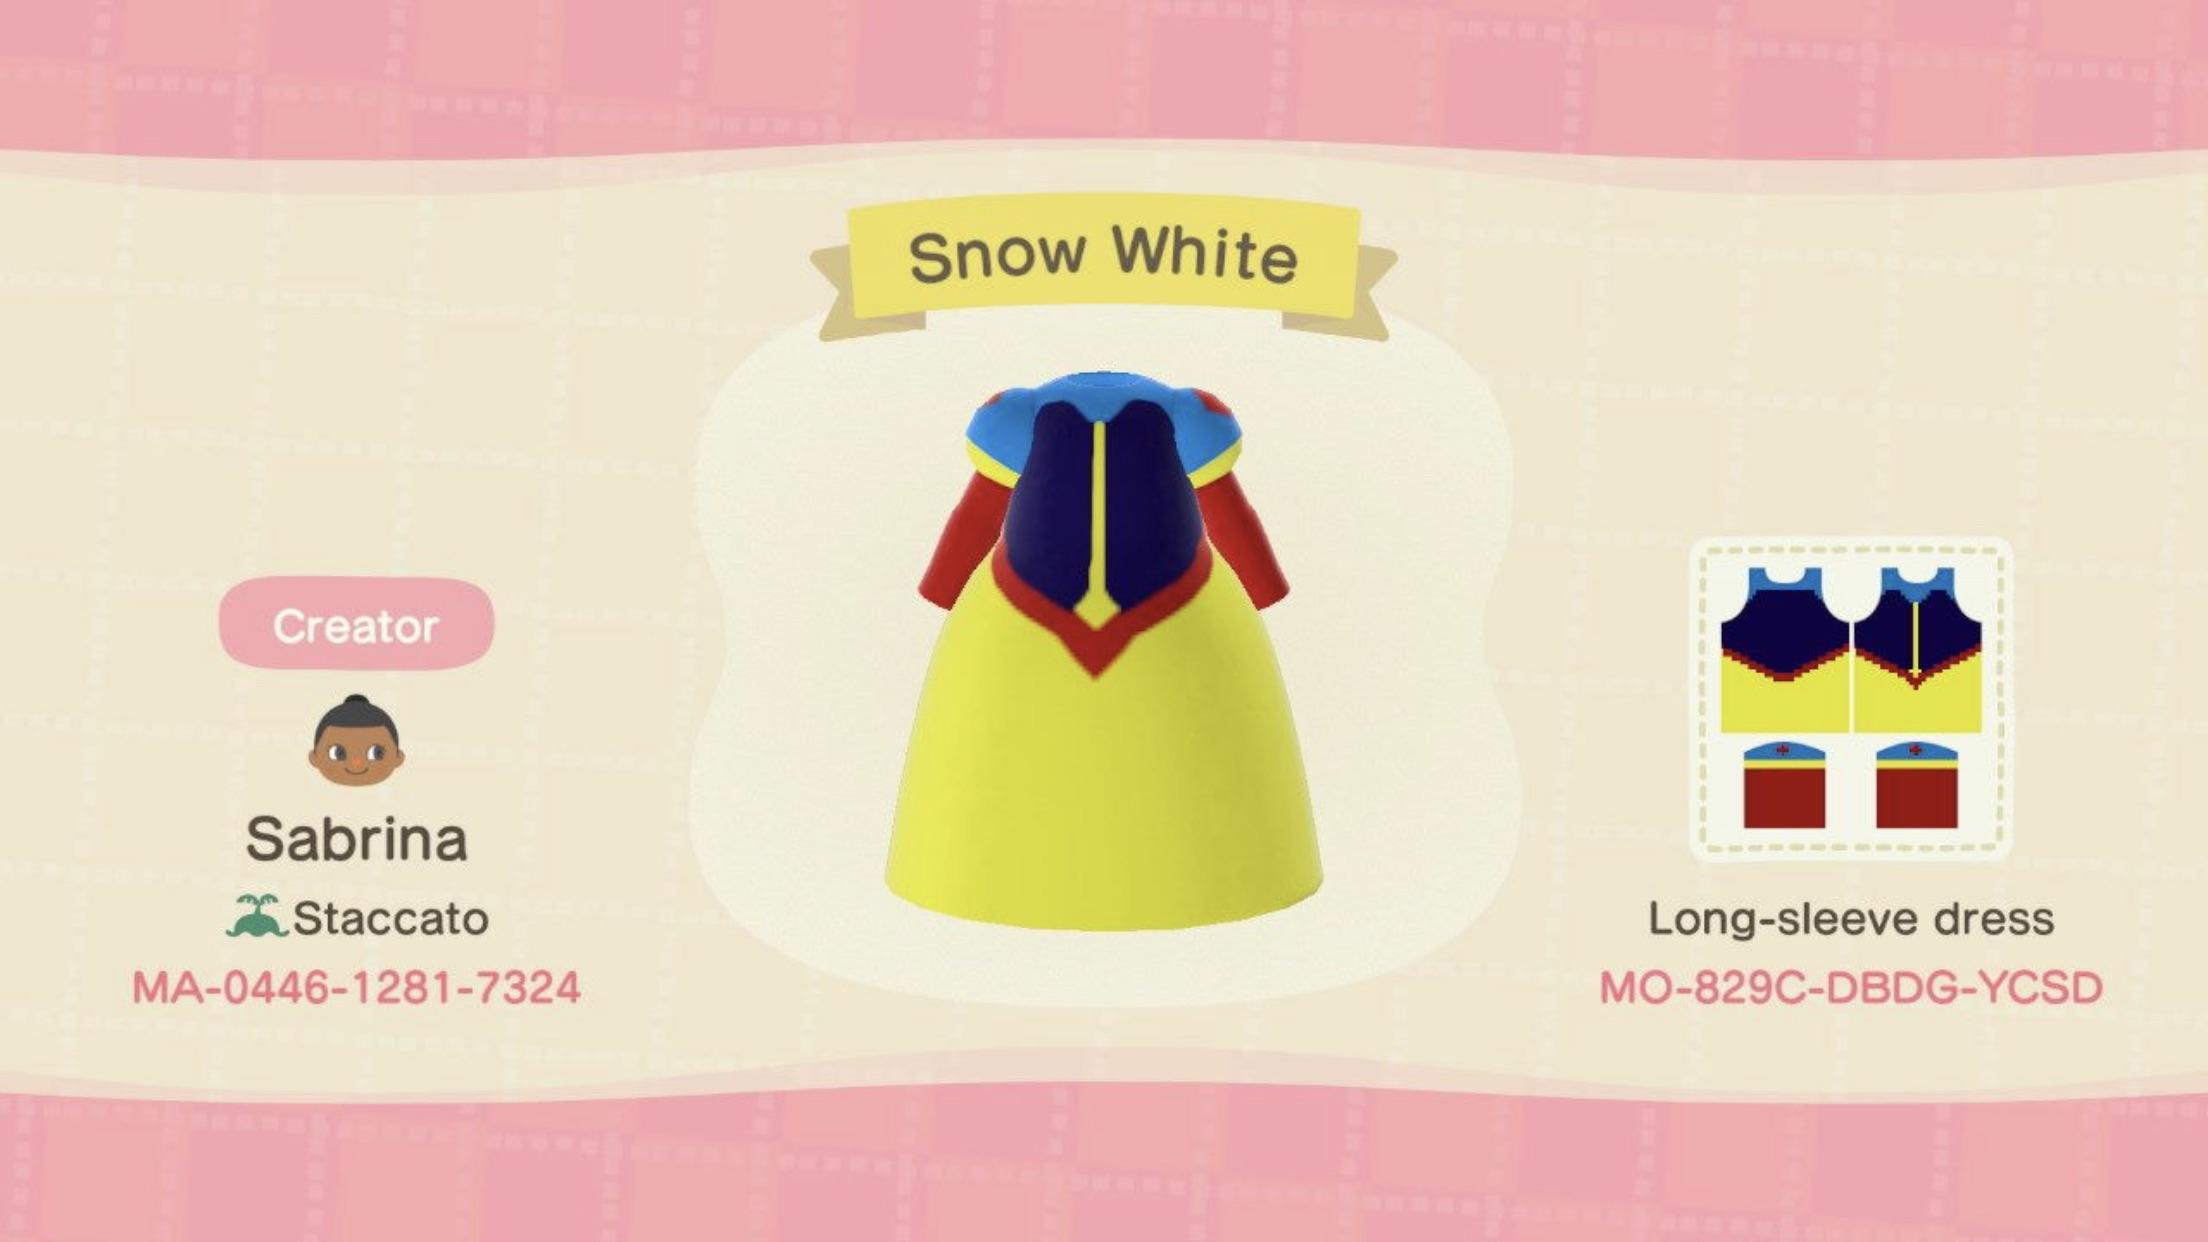 Snow White
Creator
Sabrina
Staccato
MA-0446-1281-7324
Long-sleeve dress
MO-829C-DBDG-YCSD